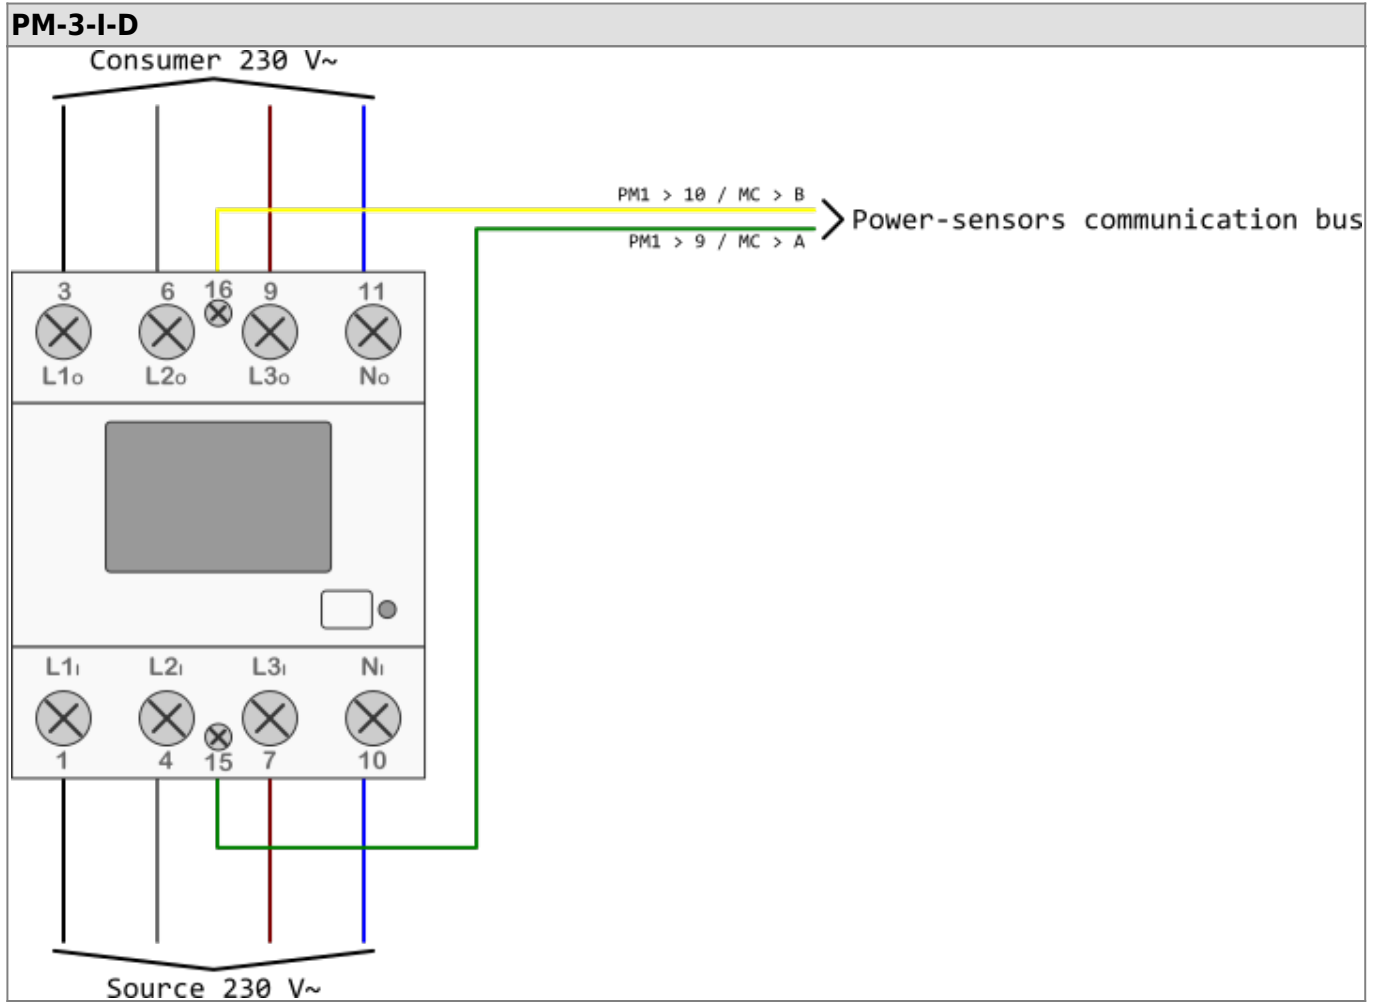 PM-3-I-D
Consumer 230 V~
PM1 > 10 / MC > B
Power-sensors communication bus
PM1 > 9 / MC > A
3 6 16 9 11
L1o L2o L3o No
L1I L2I L3I NI
1 4 15 7 10
Source 230 V~